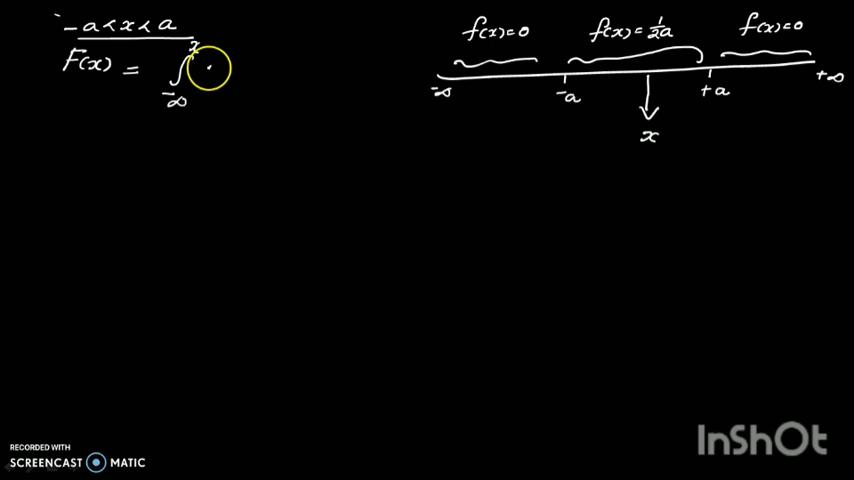 -a<x<a
F(x) = ∫ x -∞
f(x)=0 f(x)=1/2a f(x)=0
-∞ -a +a +∞
x
RECORDED WITH
SCREENCAST MATIC
InShOt